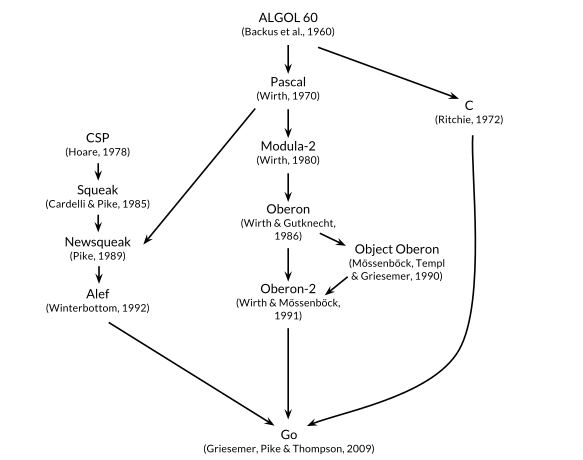 ALGOL 60
(Backus et al., 1960)
Pascal
(Wirth, 1970)
C
(Ritchie, 1972)
CSP
(Hoare, 1978)
Modula-2
(Wirth, 1980)
Squeak
(Cardelli & Pike, 1985)
Oberon
(Wirth & Gutknecht,
1986)
Newsqueak
(Pike, 1989)
Object Oberon
(Mössenböck, Templ
& Griesemer, 1990)
Alef
(Winterbottom, 1992)
Oberon-2
(Wirth & Mössenböck,
1991)
Go
(Griesemer, Pike & Thompson, 2009)